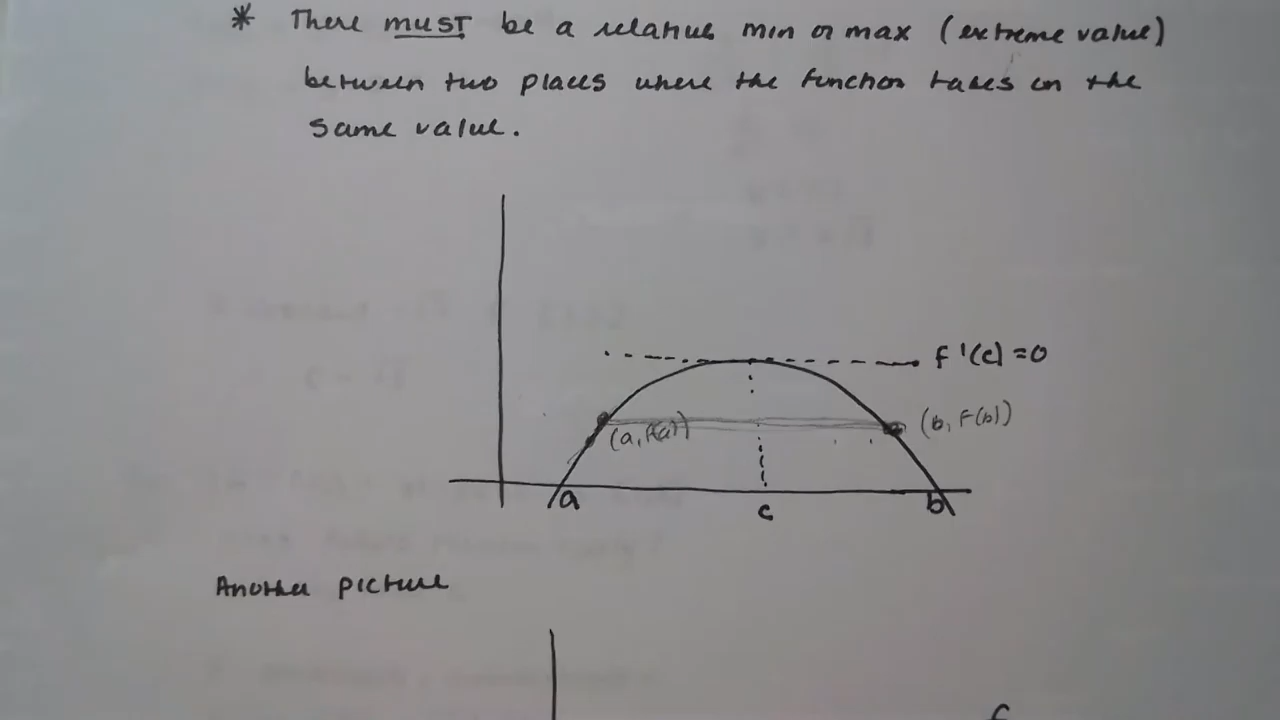 * There must be a relative min or max (extreme value)
between two places where the function takes on the
same value.
f'(c) = 0
(a, f(a))
(b, f(b))
a
c
b
Another picture